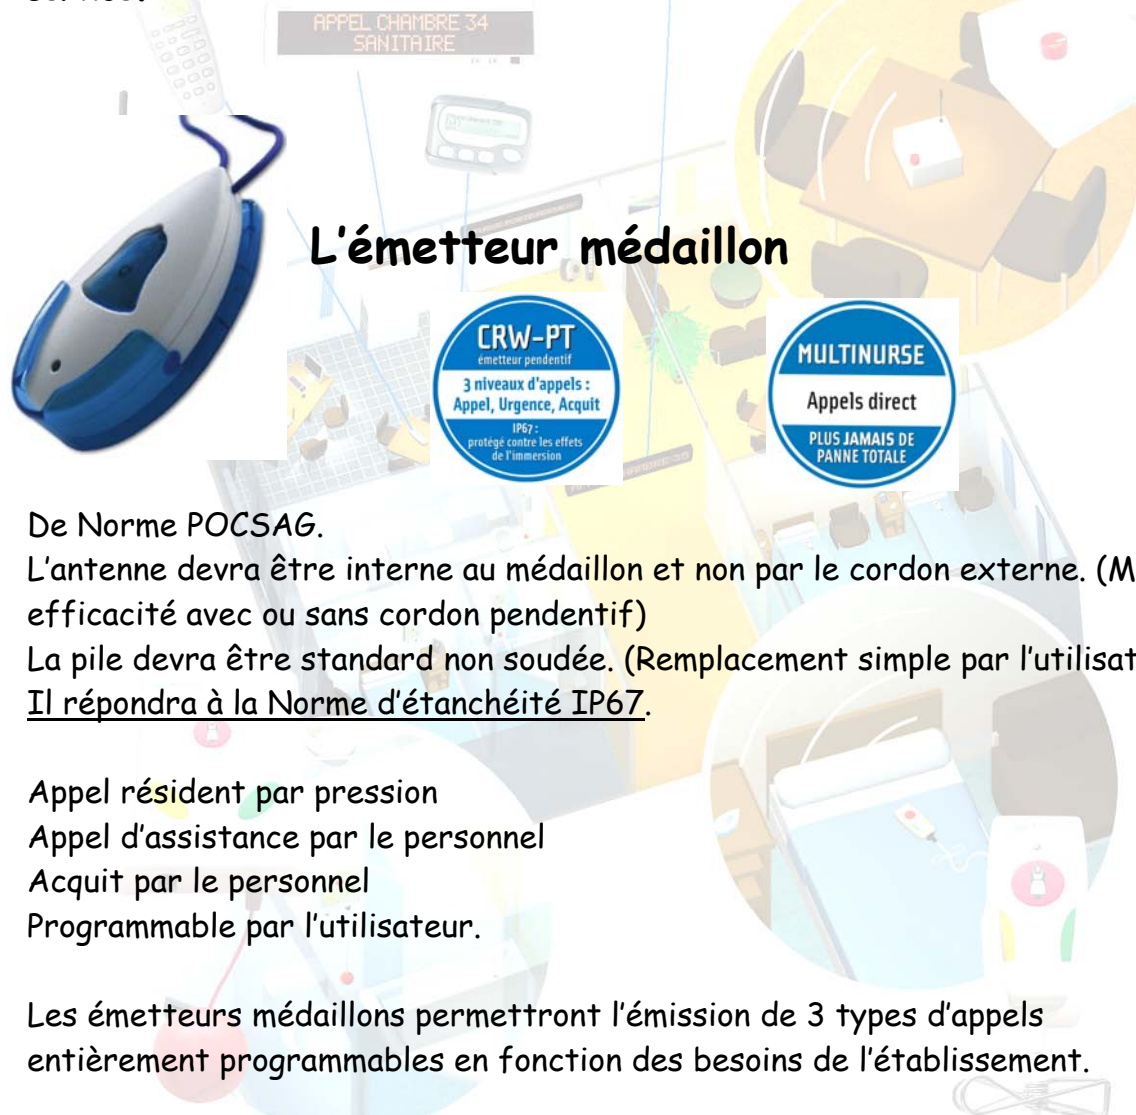 APPEL CHAMBRE 34
SANITAIRE
L'émetteur médaillon
CRW-PT
émetteur pendentif
3 niveaux d'appels :
Appel, Urgence, Acquit
IP67 :
protégé contre les effets
de l'immersion
MULTINURSE
Appels direct
PLUS JAMAIS DE
PANNE TOTALE
De Norme POCSAG.
L'antenne devra être interne au médaillon et non par le cordon externe. (M
efficacité avec ou sans cordon pendentif)
La pile devra être standard non soudée. (Remplacement simple par l'utilisat
Il répondra à la Norme d'étanchéité IP67.
Appel résident par pression
Appel d'assistance par le personnel
Acquit par le personnel
Programmable par l'utilisateur.
Les émetteurs médaillons permettront l'émission de 3 types d'appels
entièrement programmables en fonction des besoins de l'établissement.